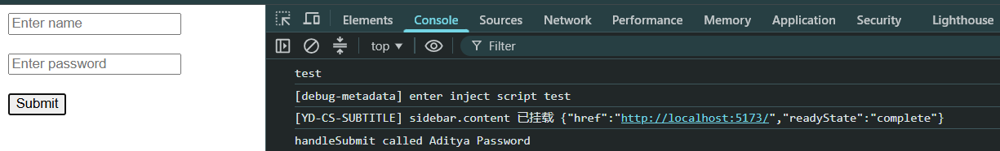 Enter name
Enter password
Submit
Elements Console Sources Network Performance Memory Application Security Lighthouse
top ▼ Filter
test
[debug-metadata] enter inject script test
[YD-CS-SUBTITLE] sidebar.content 已挂载 {"href":"http://localhost:5173/","readyState":"complete"}
handleSubmit called Aditya Password